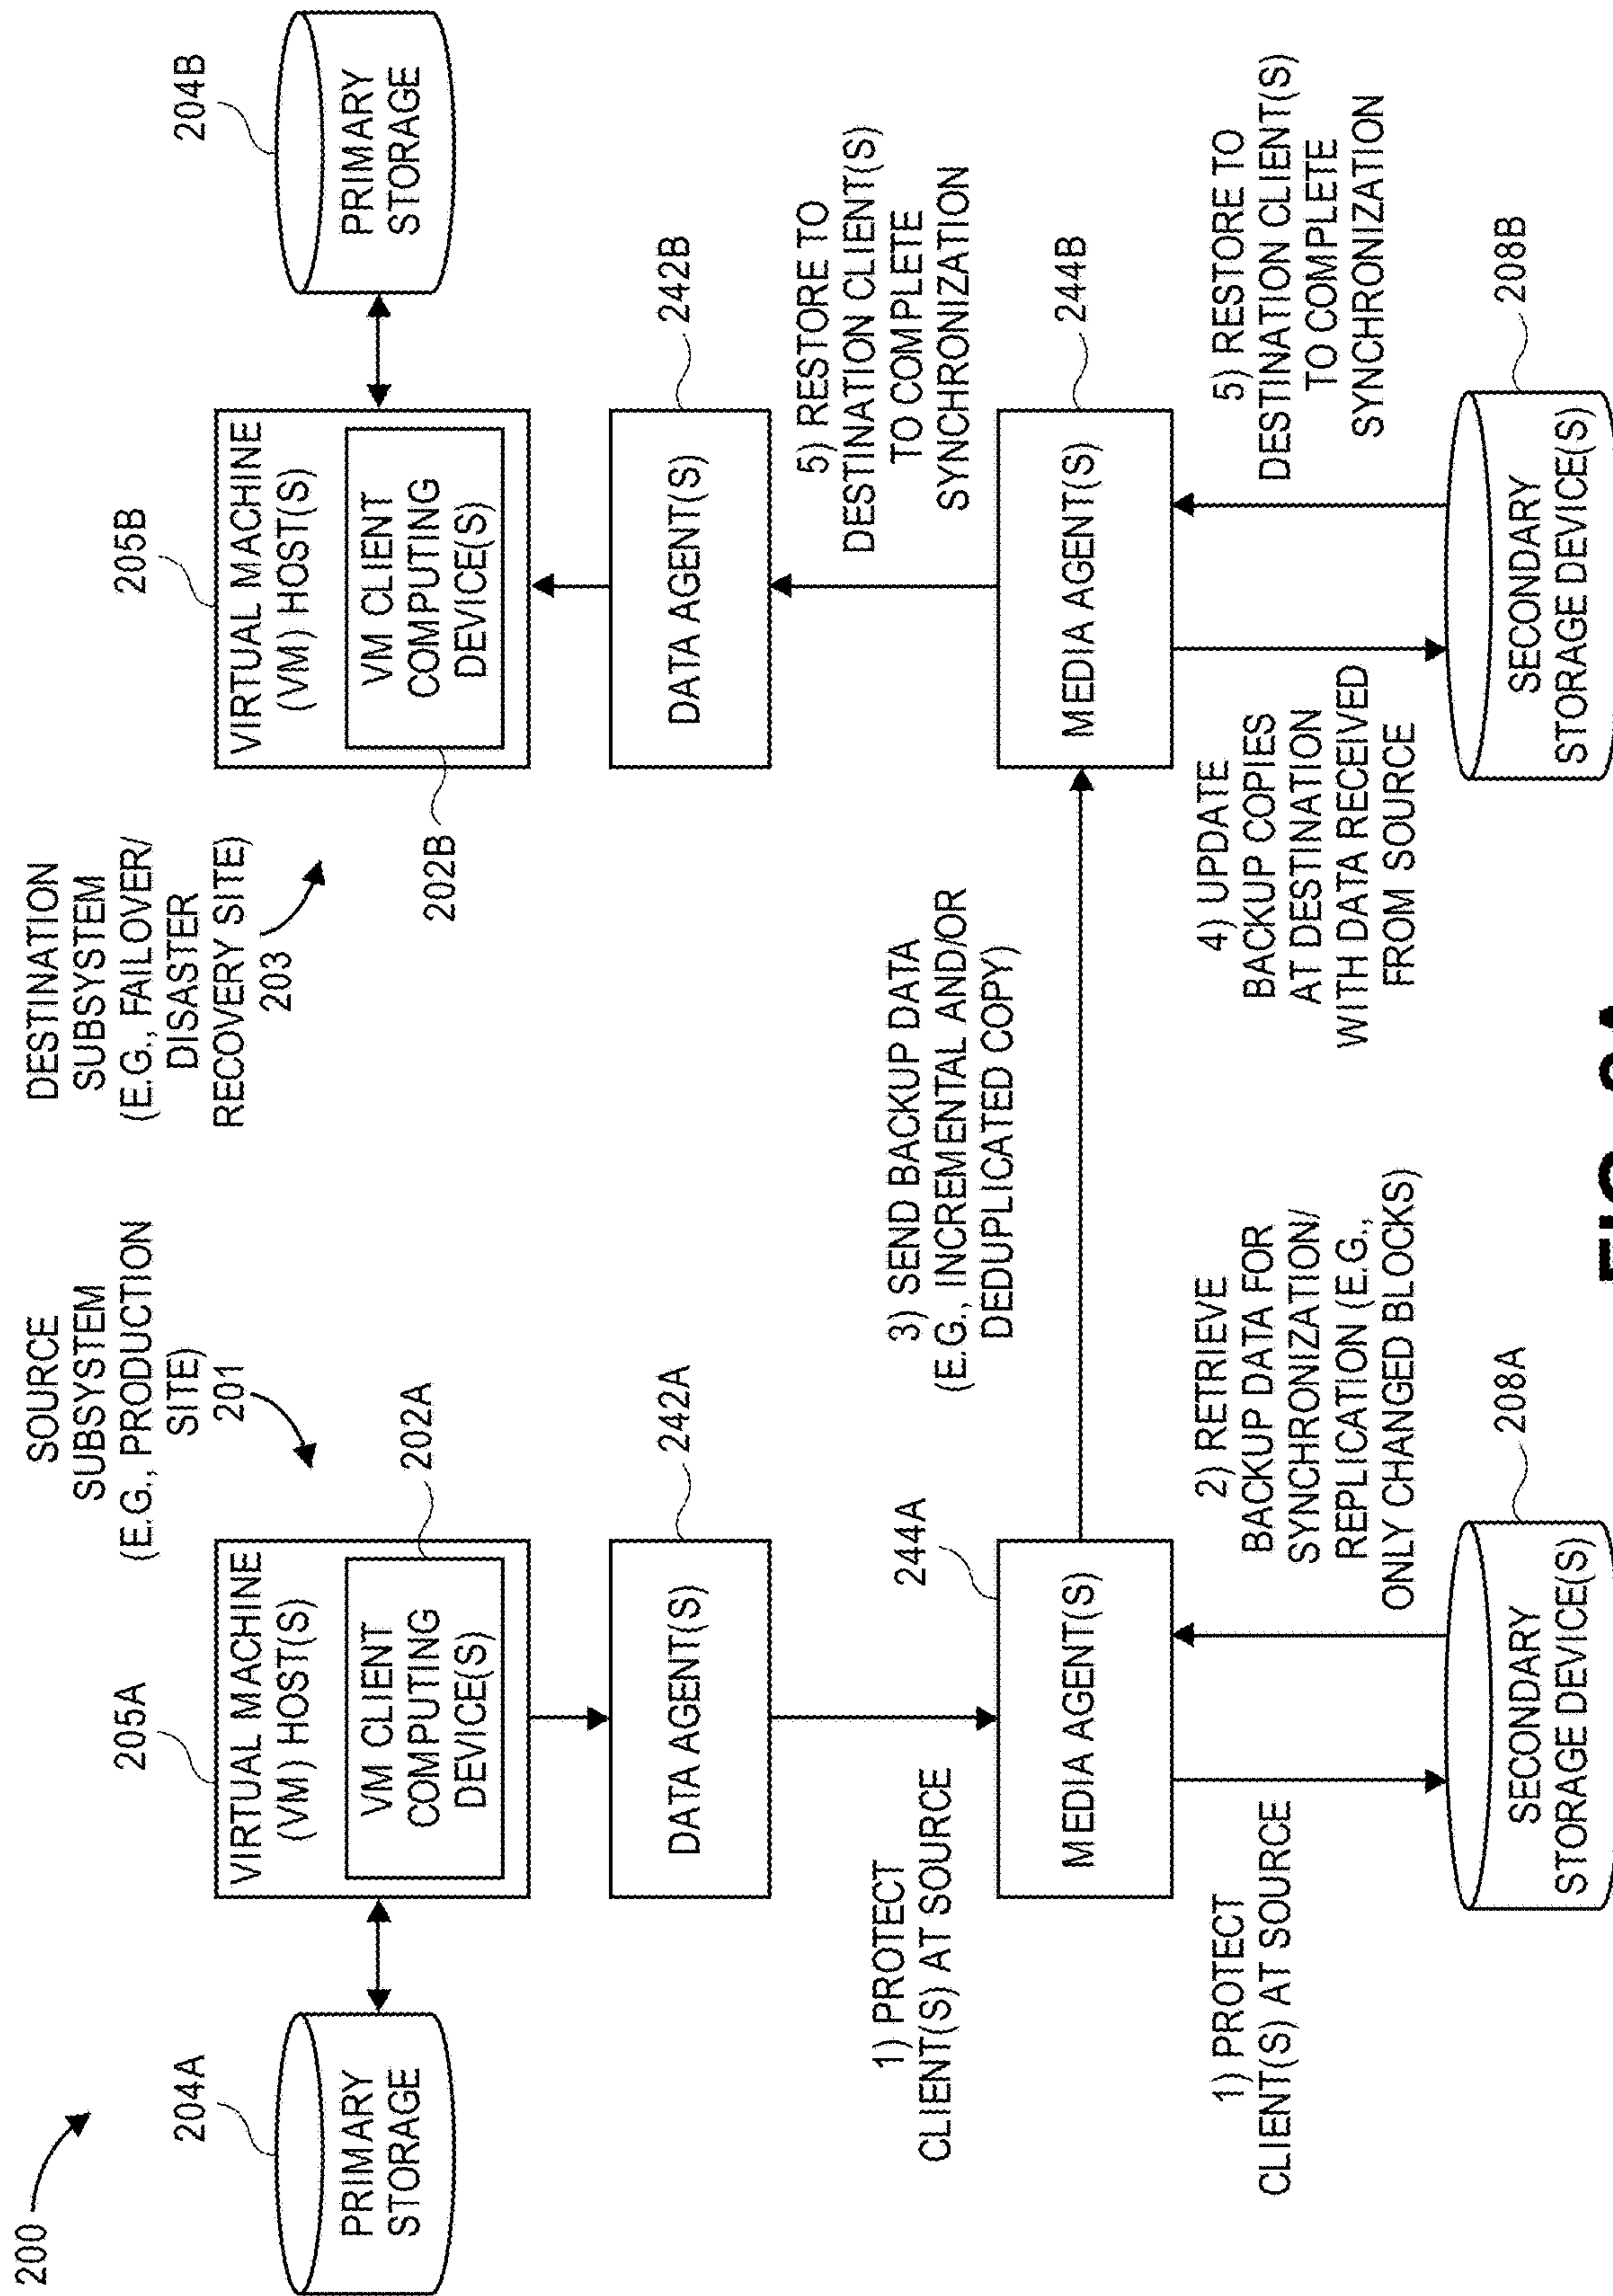 200
SOURCE
SUBSYSTEM
(E.G., PRODUCTION
SITE)
201
DESTINATION
SUBSYSTEM
(E.G., FAILOVER/
DISASTER
RECOVERY SITE)
203
204A
PRIMARY
STORAGE
205A
VIRTUAL MACHINE
(VM) HOST(S)
VM CLIENT
COMPUTING
DEVICE(S)
202A
205B
VIRTUAL MACHINE
(VM) HOST(S)
VM CLIENT
COMPUTING
DEVICE(S)
202B
204B
PRIMARY
STORAGE
DATA AGENT(S)
242A
DATA AGENT(S)
242B
1) PROTECT
CLIENT(S) AT SOURCE
3) SEND BACKUP DATA
(E.G., INCREMENTAL AND/OR
DEDUPLICATED COPY)
5) RESTORE TO
DESTINATION CLIENT(S)
TO COMPLETE
SYNCHRONIZATION
MEDIA AGENT(S)
244A
MEDIA AGENT(S)
244B
1) PROTECT
CLIENT(S) AT SOURCE
2) RETRIEVE
BACKUP DATA FOR
SYNCHRONIZATION/
REPLICATION (E.G.,
ONLY CHANGED BLOCKS)
4) UPDATE
BACKUP COPIES
AT DESTINATION
WITH DATA RECEIVED
FROM SOURCE
5) RESTORE TO
DESTINATION CLIENT(S)
TO COMPLETE
SYNCHRONIZATION
SECONDARY
STORAGE DEVICE(S)
208A
SECONDARY
STORAGE DEVICE(S)
208B